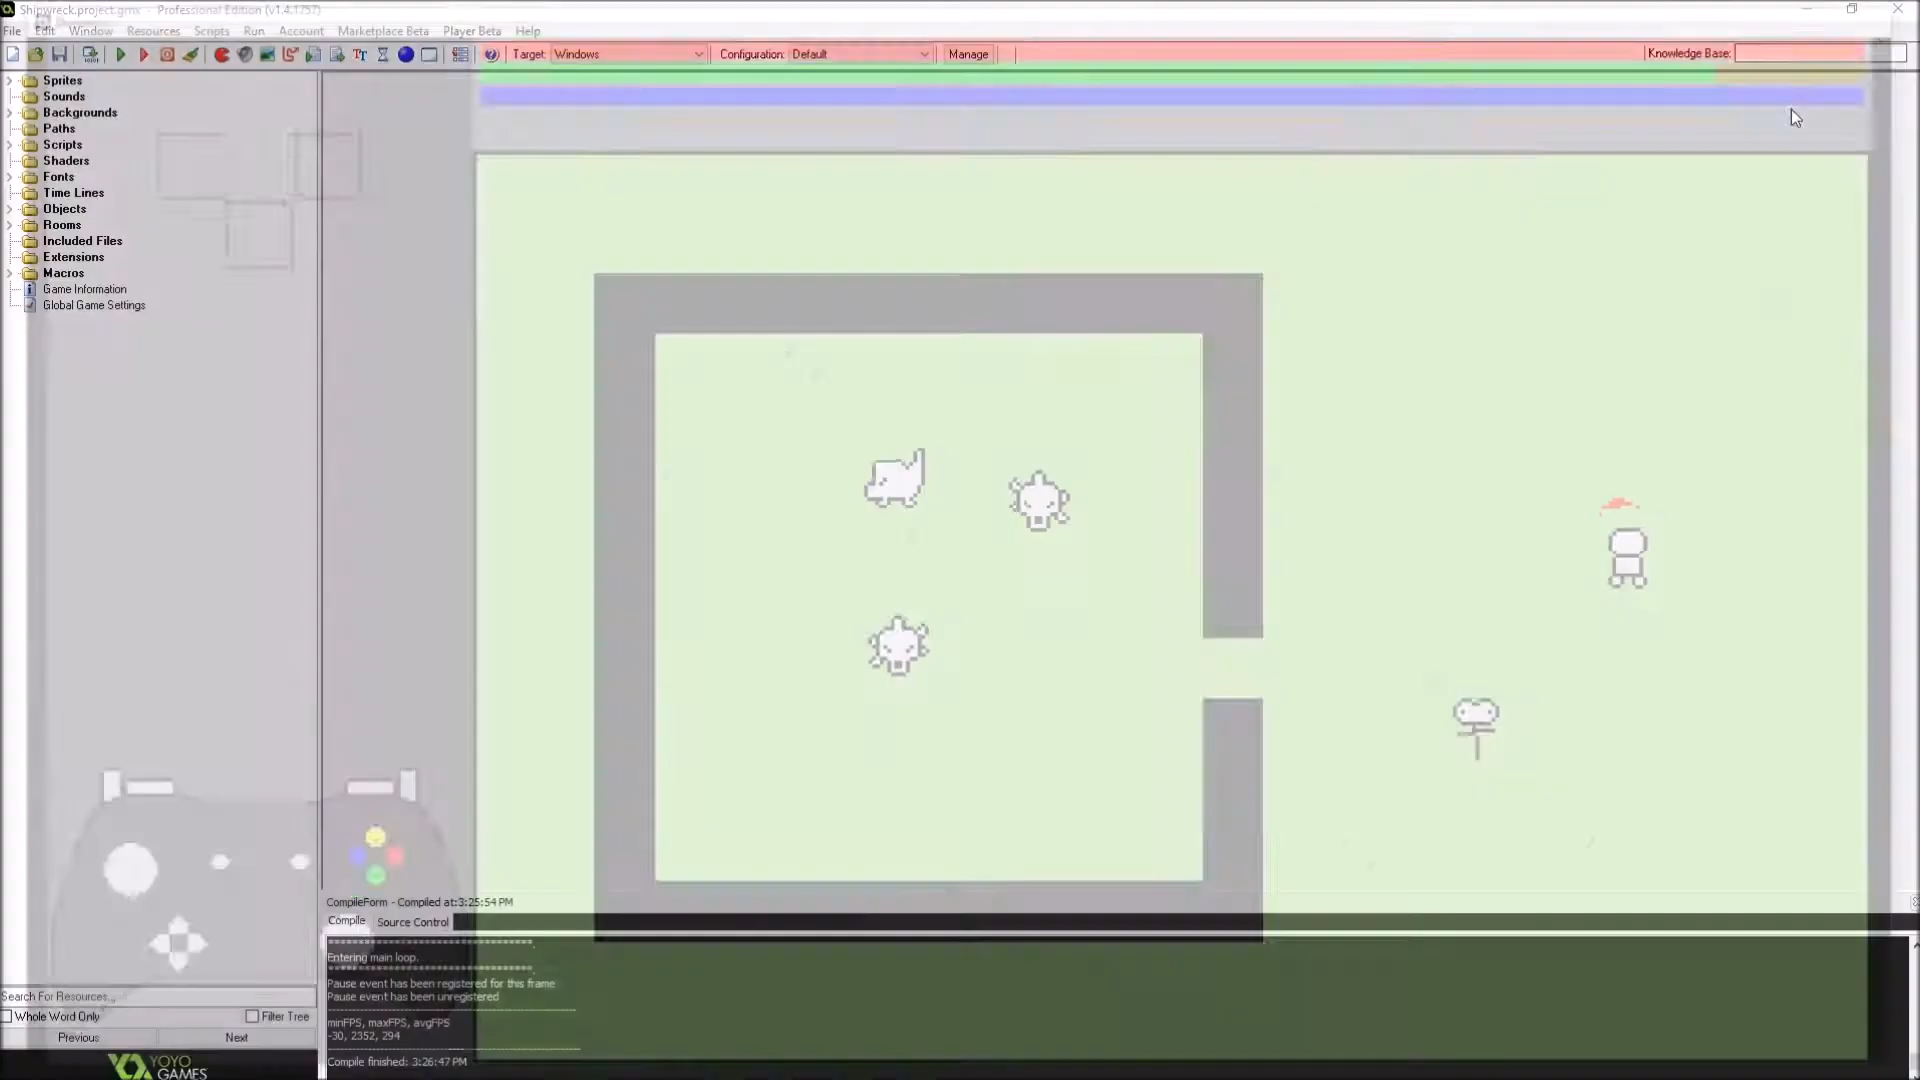 Shipwreck.project.gmx - Professional Edition (v1.4.1757)
File Edit Window Resources Scripts Run Account Marketplace Beta Player Beta Help
Target: Windows Configuration: Default Manage Knowledge Base:
Sprites
Sounds
Backgrounds
Paths
Scripts
Shaders
Fonts
Time Lines
Objects
Rooms
Included Files
Extensions
Macros
Game Information
Global Game Settings
CompileForm - Compiled at:3:25:54 PM
Compile Source Control
Entering main loop.
Pause event has been registered for this frame
Pause event has been unregistered
minFPS, maxFPS, avgFPS
-30, 2352, 294
Compile finished: 3:26:47 PM
Search For Resources...
Whole Word Only Filter Tree
Previous Next
YOYO
GAMES